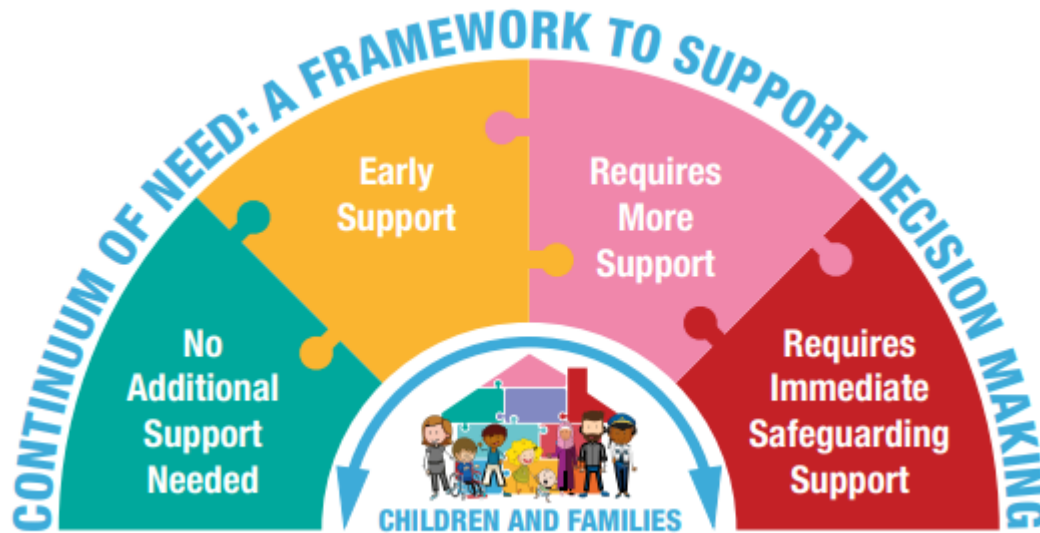 CONTINUUM OF NEED: A FRAMEWORK TO SUPPORT DECISION MAKING
Early
Support
Requires
More
Support
No
Additional
Support
Needed
Requires
Immediate
Safeguarding
Support
CHILDREN AND FAMILIES